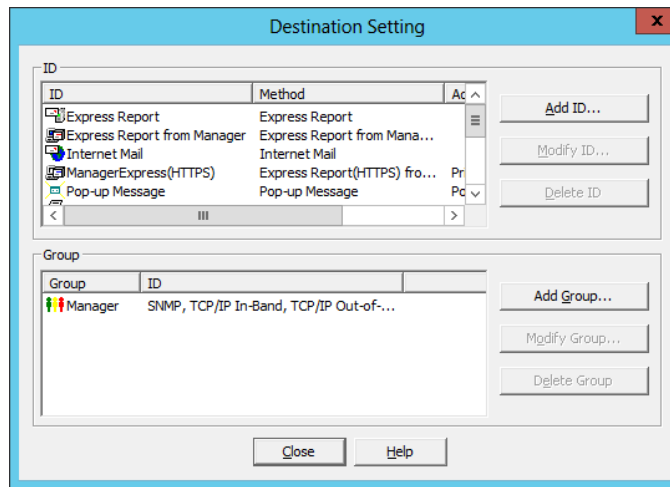 Destination Setting
x
ID
ID Method Ac
Express Report Express Report
Express Report from Manager Express Report from Mana...
Internet Mail Internet Mail
ManagerExpress(HTTPS) Express Report(HTTPS) fro... Pri
Pop-up Message Pop-up Message Po
Add ID...
Modify ID...
Delete ID
Group
Group ID
Manager SNMP, TCP/IP In-Band, TCP/IP Out-of-...
Add Group...
Modify Group...
Delete Group
Close Help